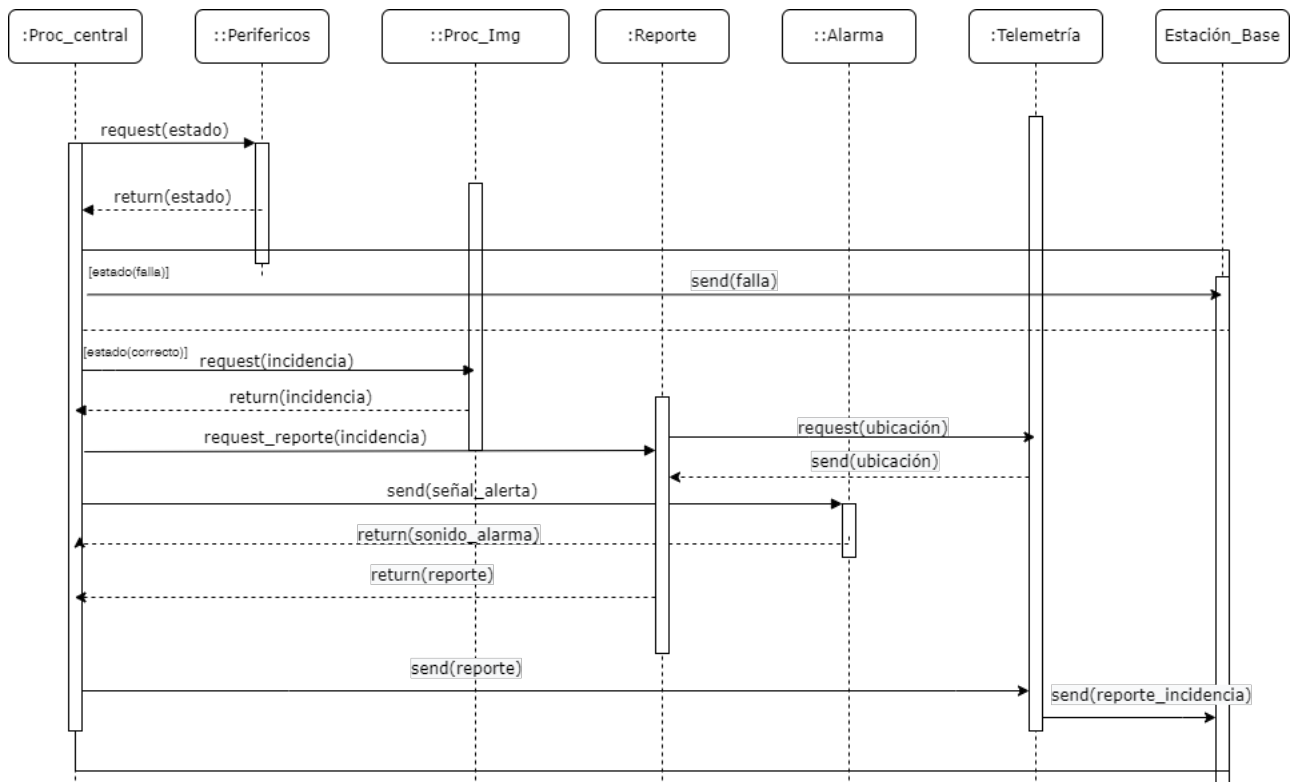 :Proc_central
::Perifericos
::Proc_Img
:Reporte
::Alarma
:Telemetría
Estación_Base
request(estado)
return(estado)
[estado(falla)]
send(falla)
[estado(correcto)]
request(incidencia)
return(incidencia)
request_reporte(incidencia)
request(ubicación)
send(ubicación)
send(señal_alerta)
return(sonido_alarma)
return(reporte)
send(reporte)
send(reporte_incidencia)